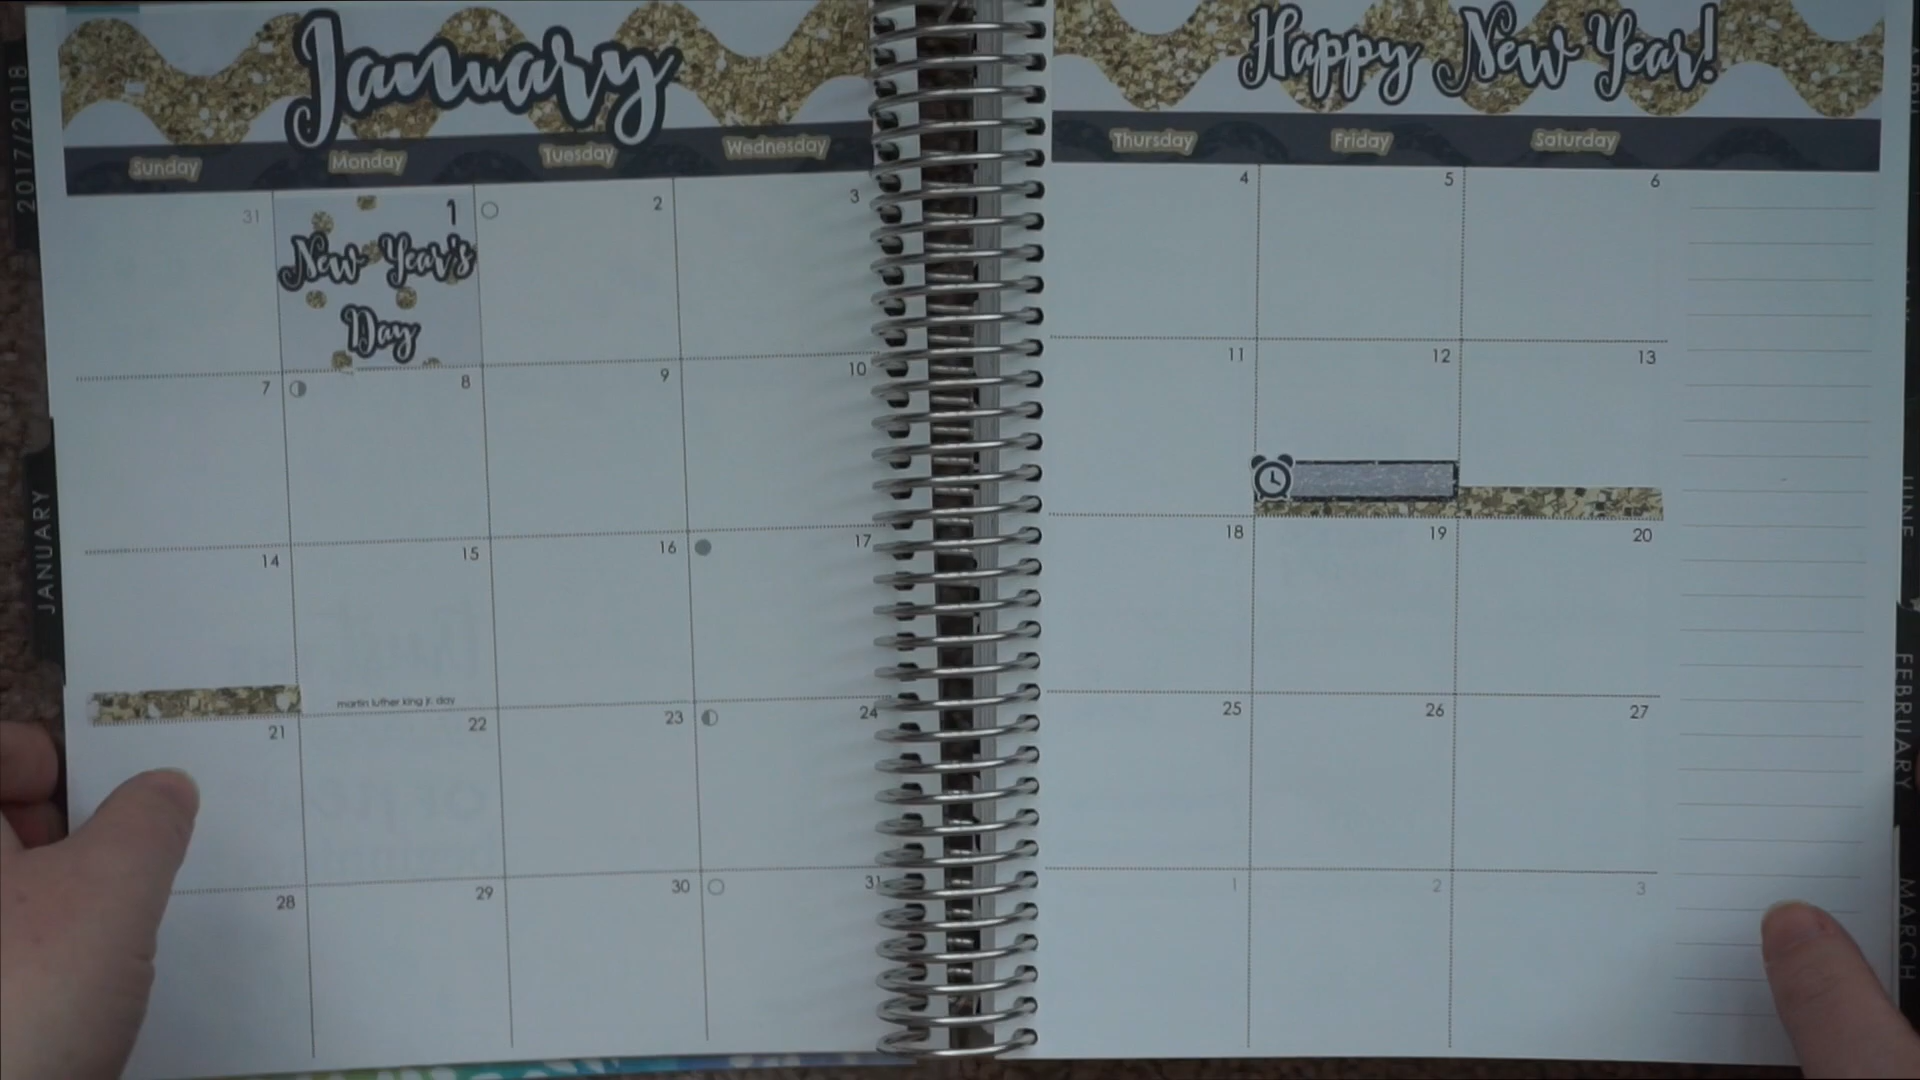 January
Happy New Year!
Sunday Monday Tuesday Wednesday Thursday Friday Saturday
31 1 2 3 4 5 6
New Year's
Day
7 8 9 10 11 12 13
14 15 16 17 18 19 20
martin luther king jr. day
21 22 23 24 25 26 27
28 29 30 31 1 2 3
2017/2018
JANUARY
JUNE
FEBRUARY
MARCH